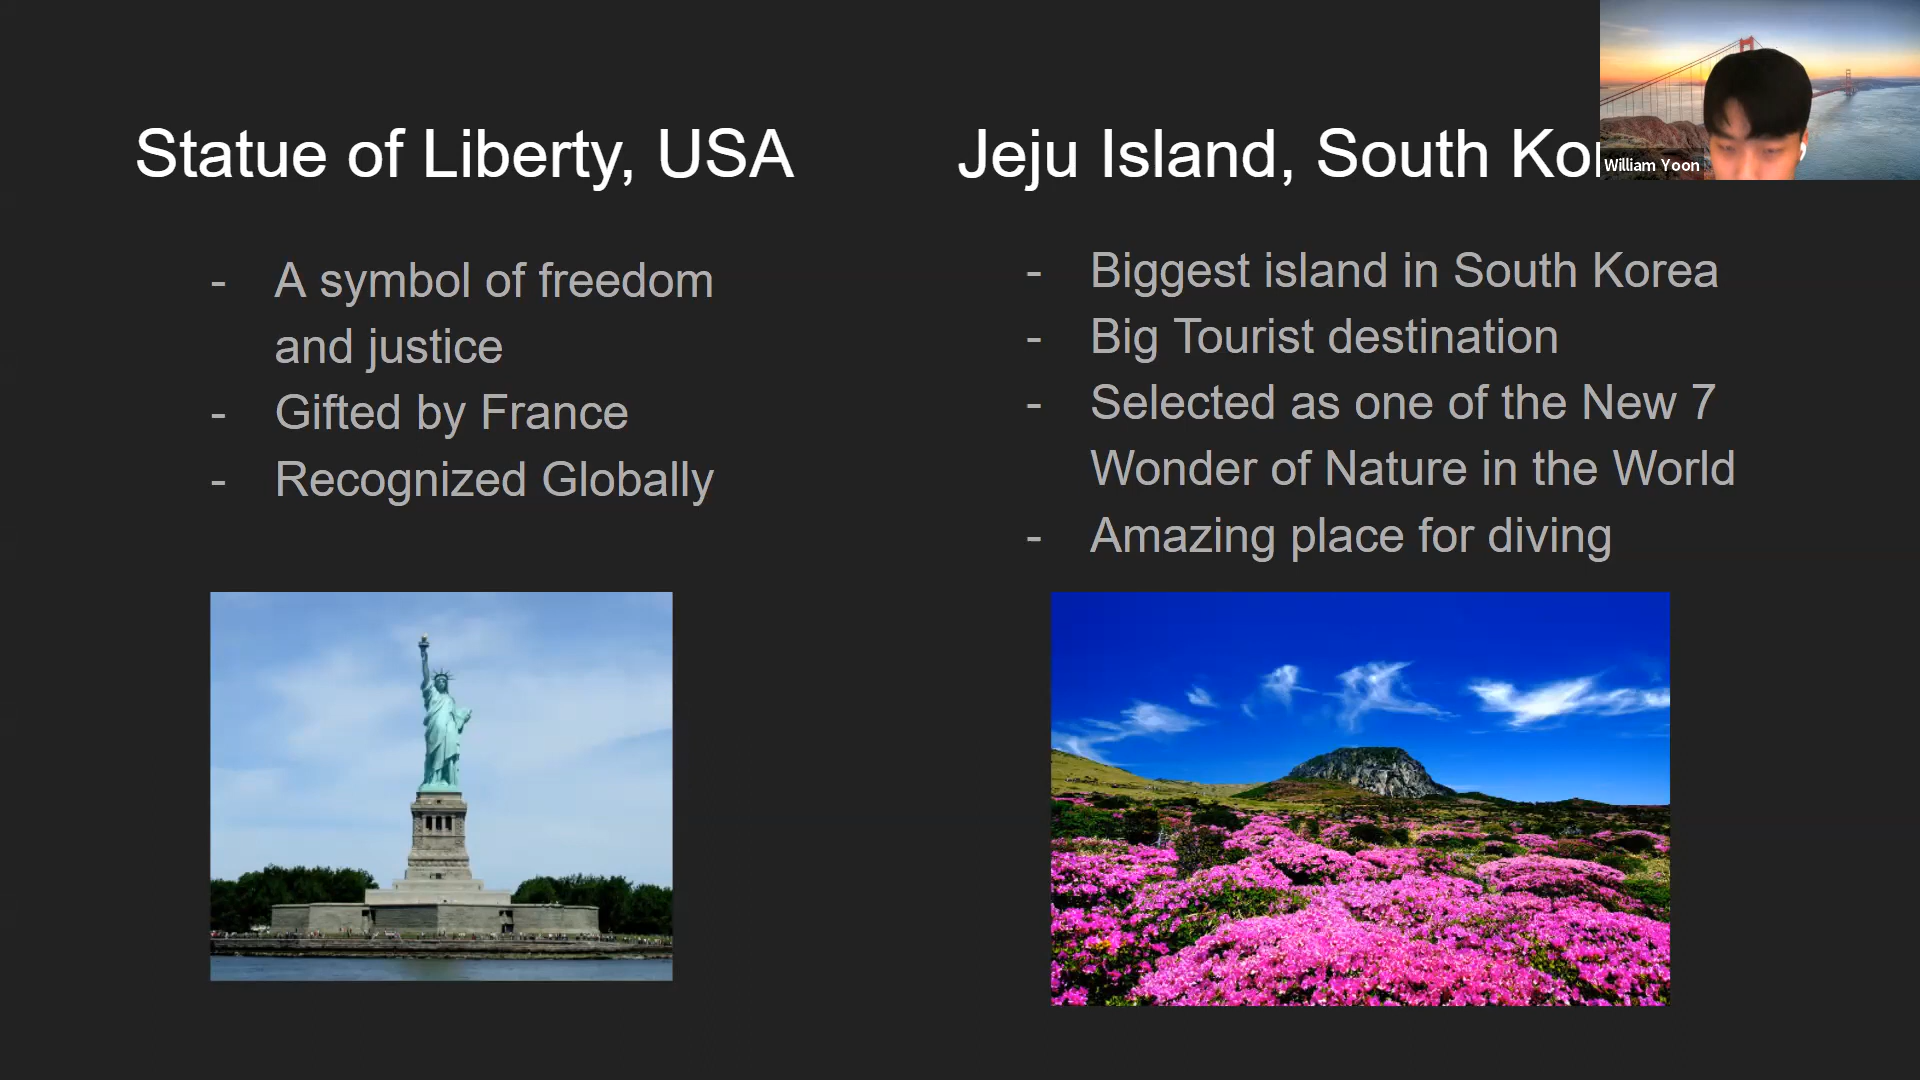 Statue of Liberty, USA
- A symbol of freedom
and justice
- Gifted by France
- Recognized Globally
Jeju Island, South Ko
- Biggest island in South Korea
- Big Tourist destination
- Selected as one of the New 7
Wonder of Nature in the World
- Amazing place for diving
William Yoon